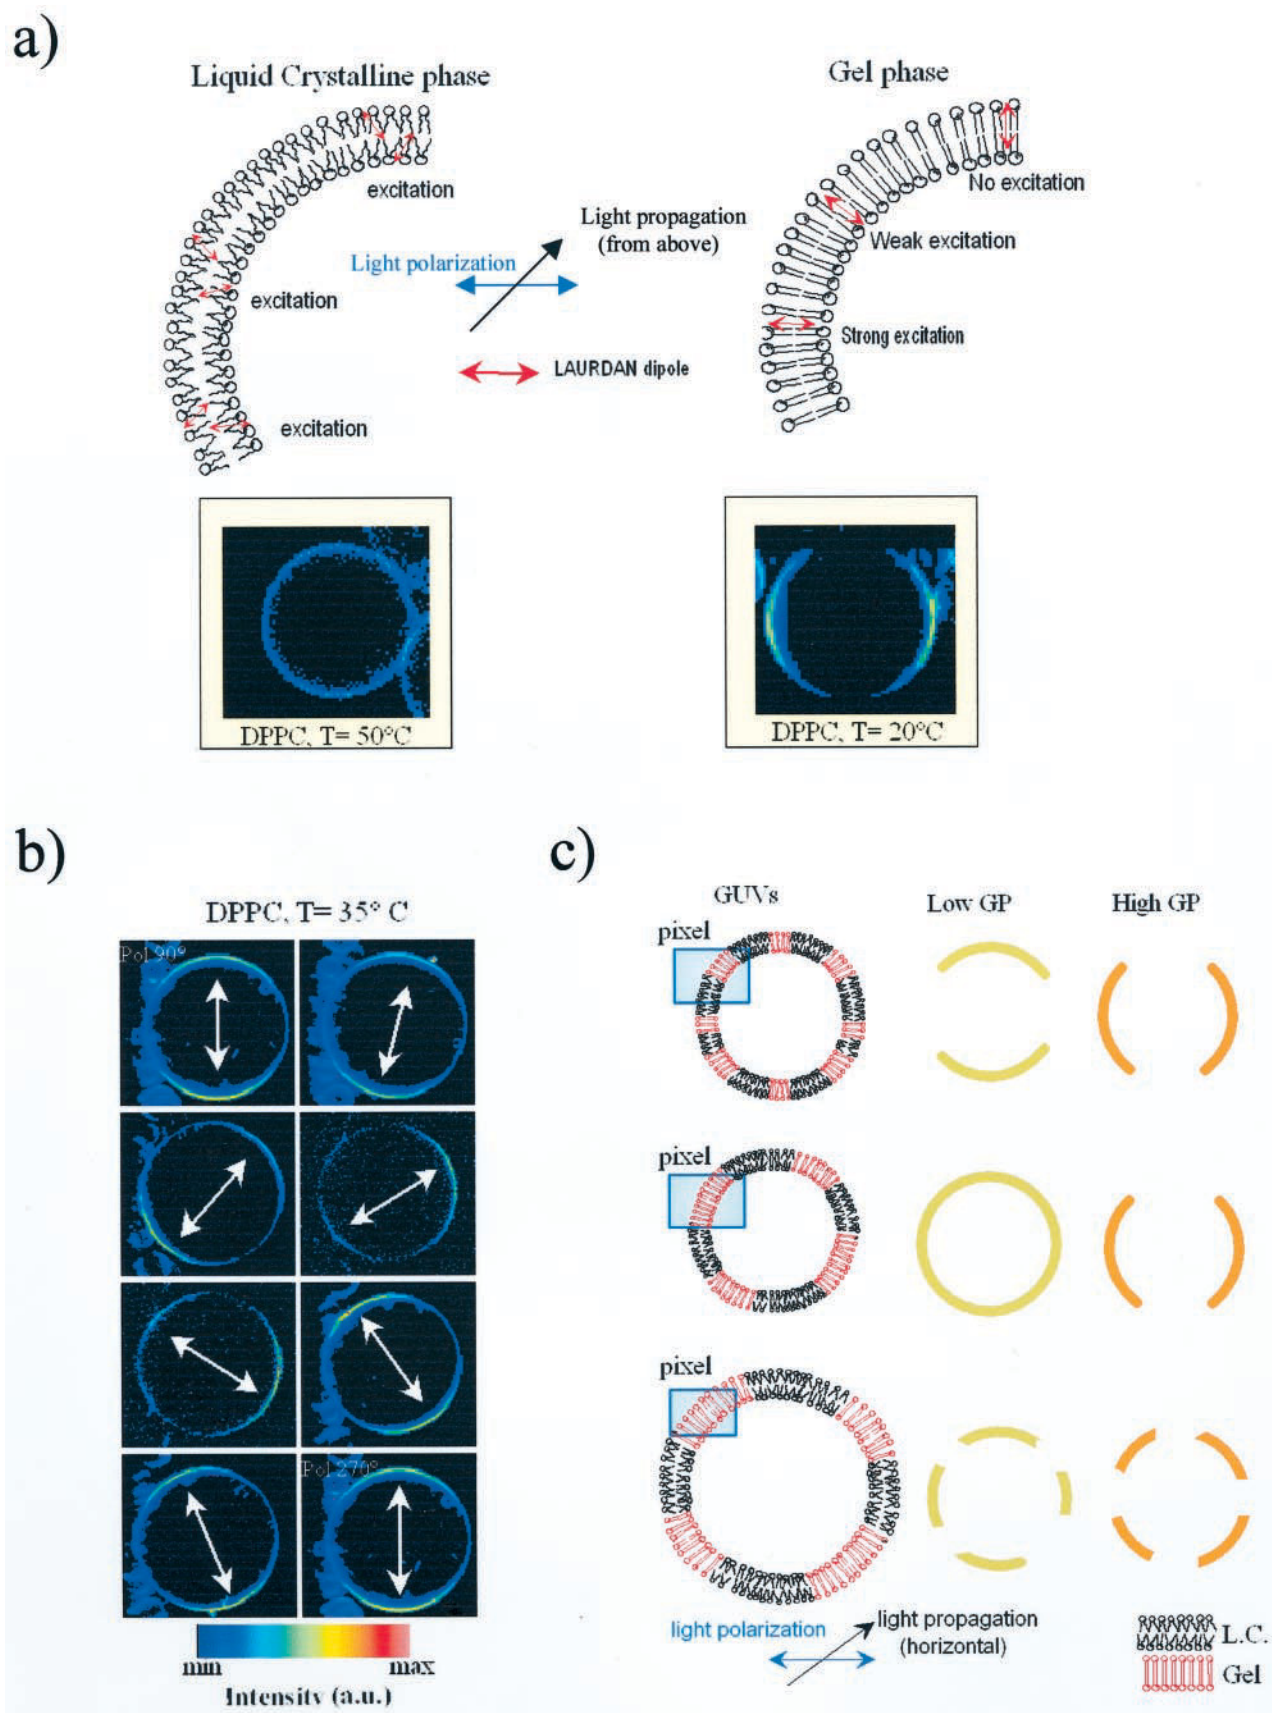 a)
Liquid Crystalline phase
Gel phase
excitation
No excitation
Light propagation
(from above)
Weak excitation
Light polarization
excitation
Strong excitation
LAURDAN dipole
excitation
DPPC, T= 50°C
DPPC, T= 20°C
b)
DPPC, T= 35° C
Pol 90°
Pol 270°
min
max
Intensity (a.u.)
c)
GUVs
Low GP
High GP
pixel
pixel
pixel
light polarization
light propagation
(horizontal)
L.C.
Gel